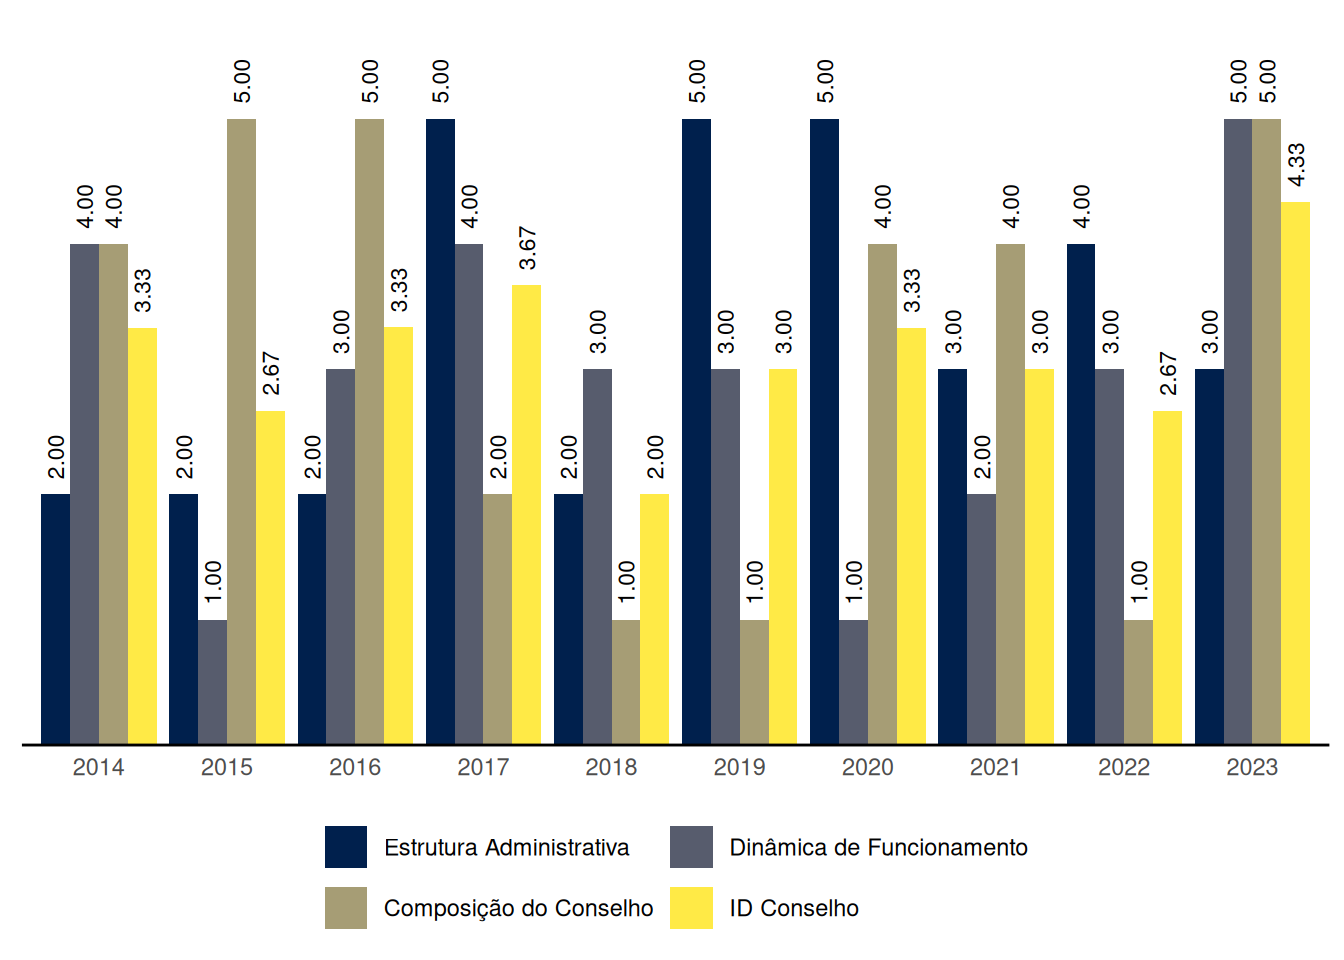 2.00 4.00 4.00 3.33 2.00 1.00 5.00 2.67 2.00 3.00 5.00 3.33 5.00 4.00 2.00 3.67 2.00 3.00 1.00 2.00 5.00 3.00 1.00 3.00 5.00 1.00 4.00 3.33 3.00 2.00 4.00 3.00 4.00 3.00 1.00 2.67 3.00 5.00 5.00 4.33
2014 2015 2016 2017 2018 2019 2020 2021 2022 2023
Estrutura Administrativa Dinâmica de Funcionamento
Composição do Conselho ID Conselho